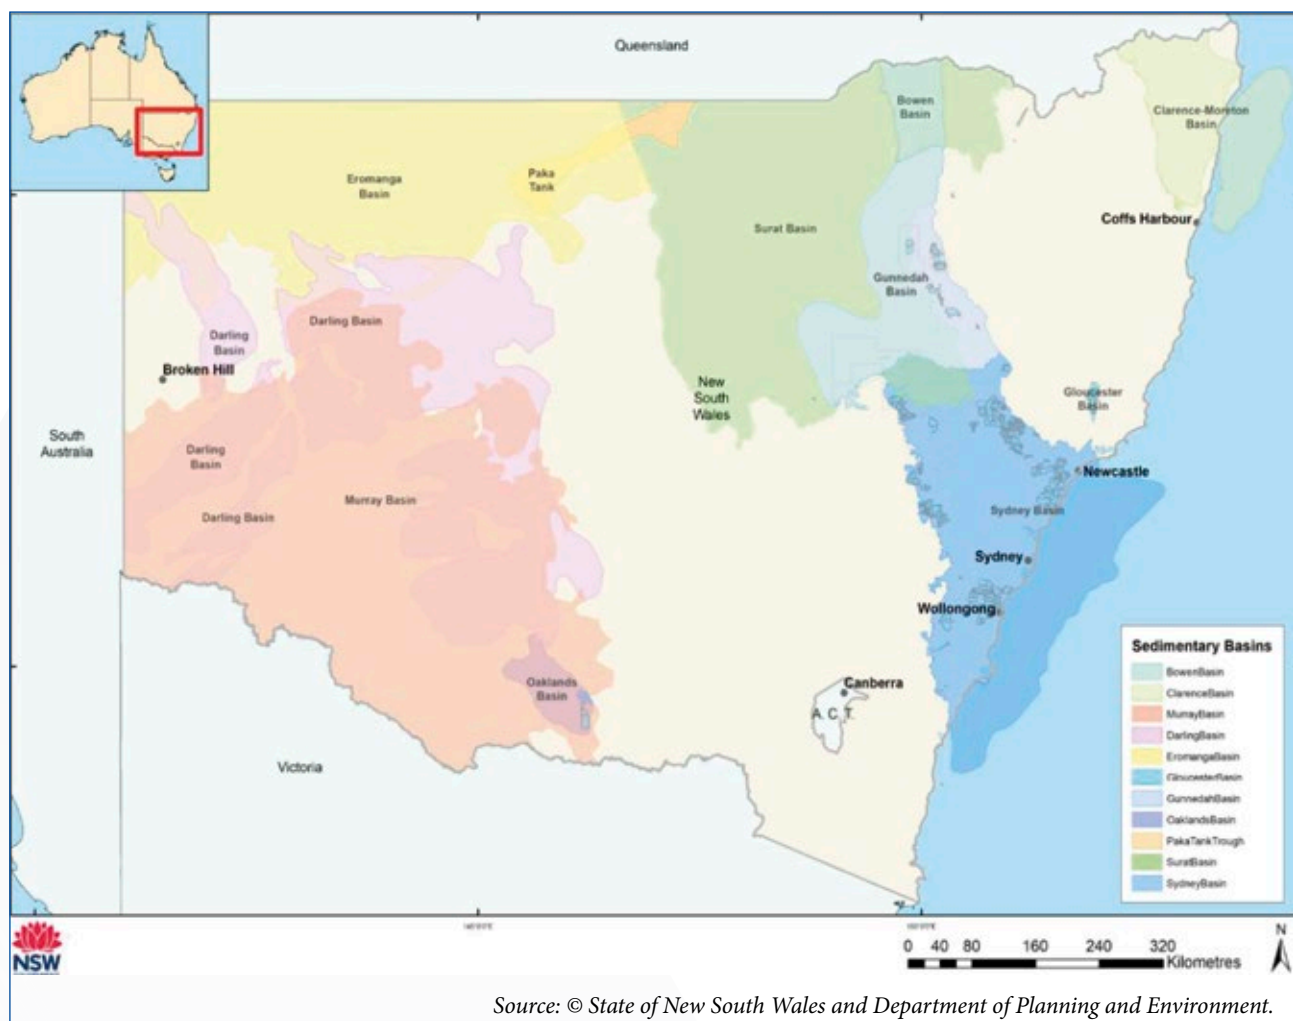 Queensland
Bowen
Basin
Clarence-Moreton
Basin
Eromanga
Basin
Paka
Tank
Coffs Harbour
Surat Basin
Gunnedah
Basin
Darling Basin
Darling
Basin
Broken Hill
New
South
Wales
Gloucester
Basin
South
Australia
Darling
Basin
Newcastle
Murray Basin
Sydney Basin
Darling Basin
Sydney
Wollongong
Oaklands
Basin
Canberra
A. C. T.
Victoria
Sedimentary Basins
BowenBasin
ClarenceBasin
MurrayBasin
DarlingBasin
EromangaBasin
GloucesterBasin
GunnedahBasin
OaklandsBasin
PakaTankTrough
SuratBasin
SydneyBasin
NSW
0 40 80 160 240 320
Kilometres
N
Source: © State of New South Wales and Department of Planning and Environment.